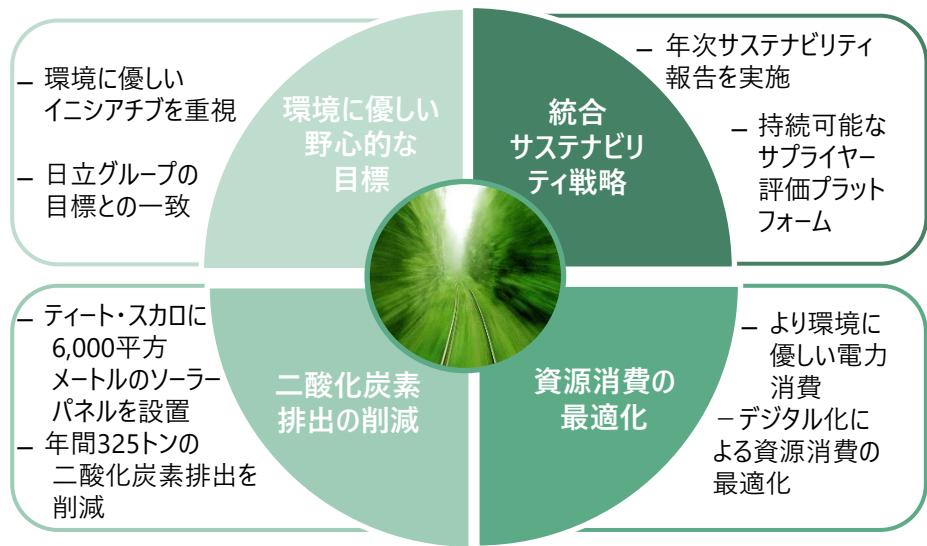 – 環境に優しい
イニシアチブを重視
– 日立グループの
目標との一致
環境に優しい
野心的な
目標
統合
サステナビリ
ティ戦略
– 年次サステナビリティ
報告を実施
– 持続可能な
サプライヤー
評価プラット
フォーム
– ティート・スカロに
6,000平方
メートルのソーラー
パネルを設置
– 年間325トンの
二酸化炭素排出を
削減
二酸化炭素
排出の削減
資源消費の
最適化
– より環境に
優しい電力
消費
－デジタル化に
よる資源消費の
最適化